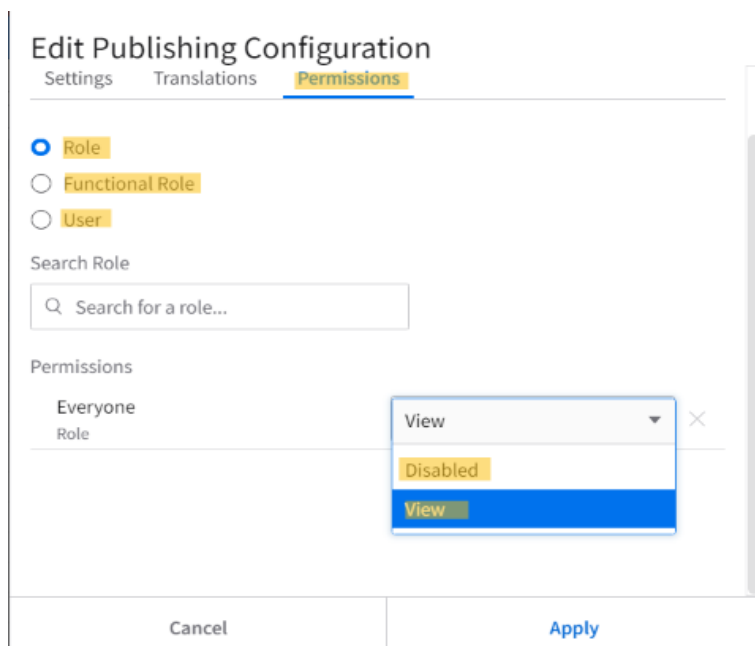 Edit Publishing Configuration
Settings Translations Permissions
Role
Functional Role
User
Search Role
Search for a role...
Permissions
Everyone
View
Role
Disabled
View
Cancel Apply